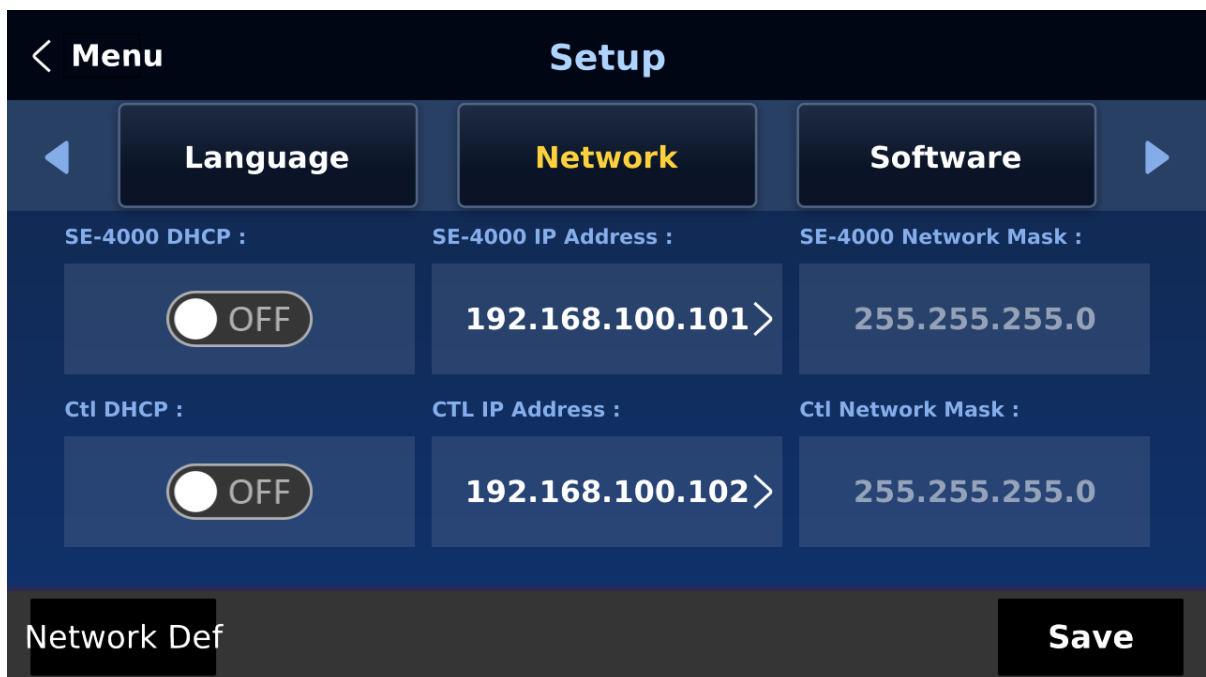 Menu
Setup
Language
Network
Software
SE-4000 DHCP :
SE-4000 IP Address :
SE-4000 Network Mask :
OFF
192.168.100.101
255.255.255.0
Ctl DHCP :
CTL IP Address :
Ctl Network Mask :
OFF
192.168.100.102
255.255.255.0
Network Def
Save